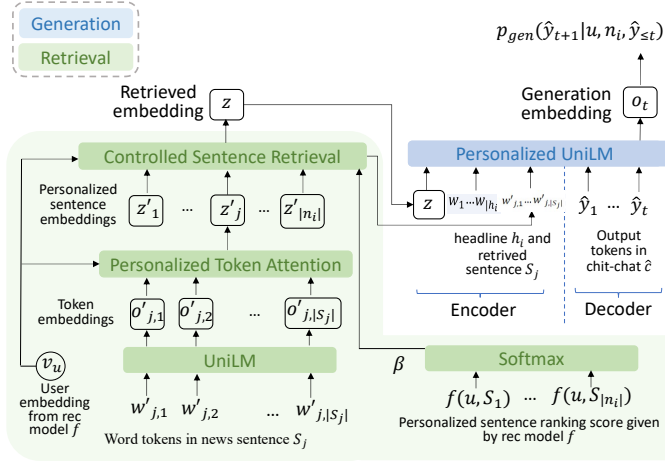 Generation
Retrieval
p_{gen}(ŷ_{t+1}|u, n_i, ŷ_{≤t})
Retrieved
embedding
z
Generation
embedding
o_t
Controlled Sentence Retrieval
Personalized UniLM
Personalized
sentence
embeddings
z'_1 ... z'_j ... z'_{|n_i|}
z w_1 ... w_{|h_i|} w'_{j,1} ... w'_{j,|S_j|}
ŷ_1 ... ŷ_t
headline h_i and
retrived
sentence S_j
Output
tokens in
chit-chat ĉ
Personalized Token Attention
Encoder
Decoder
Token
embeddings
o'_{j,1} o'_{j,2} ... o'_{j,|S_j|}
UniLM
β
Softmax
v_u
User
embedding
from rec
model f
w'_{j,1} w'_{j,2} ... w'_{j,|S_j|}
f(u, S_1) ... f(u, S_{|n_i|})
Word tokens in news sentence S_j
Personalized sentence ranking score given
by rec model f